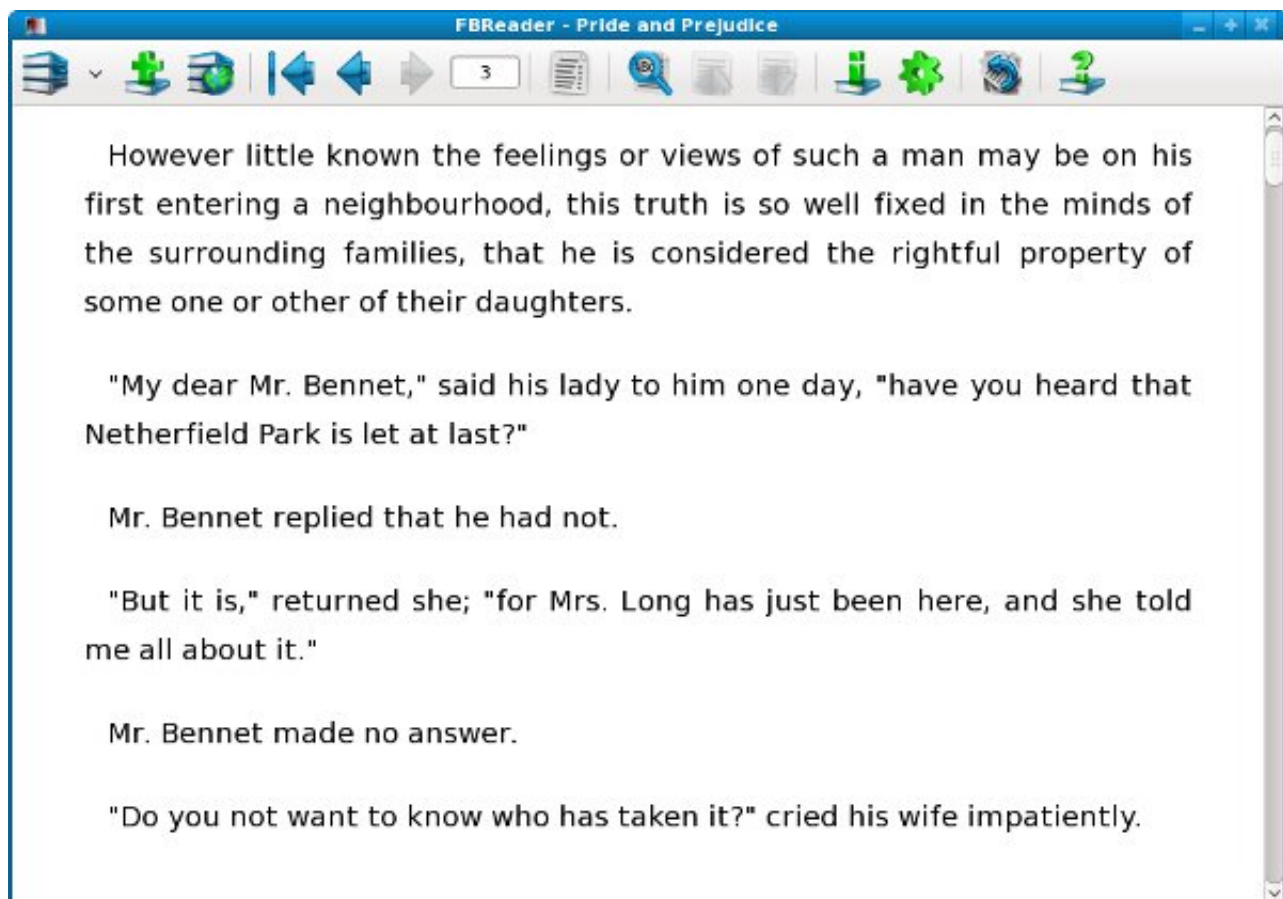 FBReader - Pride and Prejudice
3
However little known the feelings or views of such a man may be on his
first entering a neighbourhood, this truth is so well fixed in the minds of
the surrounding families, that he is considered the rightful property of
some one or other of their daughters.
"My dear Mr. Bennet," said his lady to him one day, "have you heard that
Netherfield Park is let at last?"
Mr. Bennet replied that he had not.
"But it is," returned she; "for Mrs. Long has just been here, and she told
me all about it."
Mr. Bennet made no answer.
"Do you not want to know who has taken it?" cried his wife impatiently.